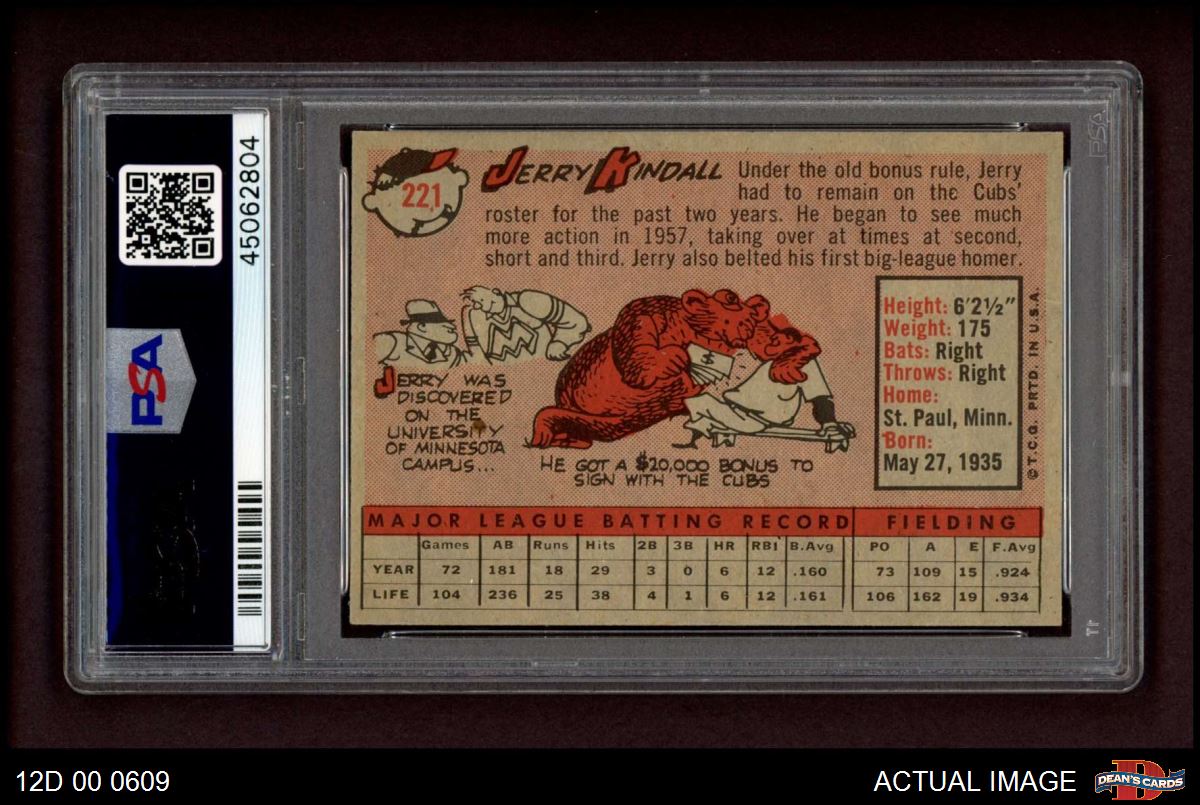 45062804
PSA
221
JERRY KINDALL
Under the old bonus rule, Jerry
had to remain on the Cubs'
roster for the past two years. He began to see much
more action in 1957, taking over at times at second,
short and third. Jerry also belted his first big-league homer.
JERRY WAS
DISCOVERED
ON THE
UNIVERSITY
OF MINNESOTA
CAMPUS...
M
$
HE GOT A $20,000 BONUS TO
SIGN WITH THE CUBS
Height: 6'2½"
Weight: 175
Bats: Right
Throws: Right
Home:
St. Paul, Minn.
Born:
May 27, 1935
©T.C.G. PRTD. IN U.S.A.
MAJOR LEAGUE BATTING RECORD FIELDING
Games AB Runs Hits 2B 3B HR RBI B.Avg PO A E F.Avg
YEAR 72 181 18 29 3 0 6 12 .160 73 109 15 .924
LIFE 104 236 25 38 4 1 6 12 .161 106 162 19 .934
PSA
12D 00 0609
ACTUAL IMAGE
DEAN'S CARDS